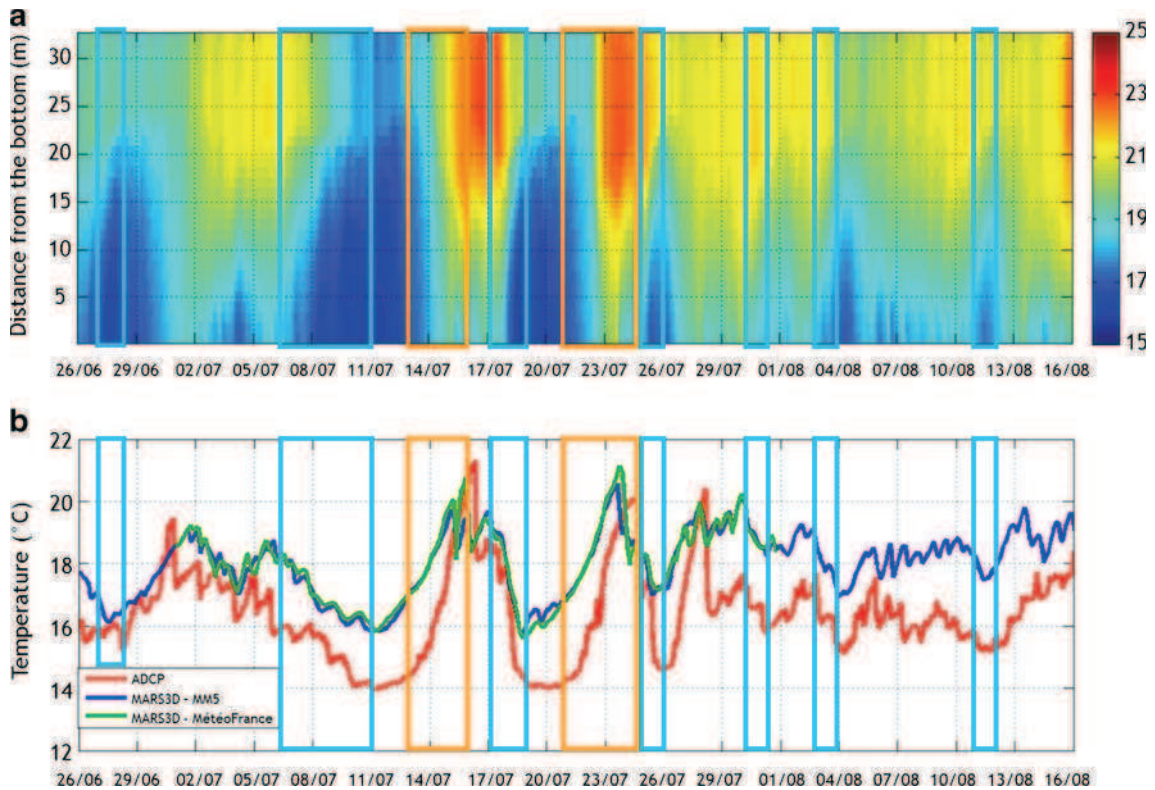 a
Distance from the bottom (m)
30
25
20
15
10
5
25
23
21
19
17
15
26/06 29/06 02/07 05/07 08/07 11/07 14/07 17/07 20/07 23/07 26/07 29/07 01/08 04/08 07/08 10/08 13/08 16/08
b
Temperature (°C)
22
20
18
16
14
12
ADCP
MARS3D - MM5
MARS3D - MétéoFrance
26/06 29/06 02/07 05/07 08/07 11/07 14/07 17/07 20/07 23/07 26/07 29/07 01/08 04/08 07/08 10/08 13/08 16/08